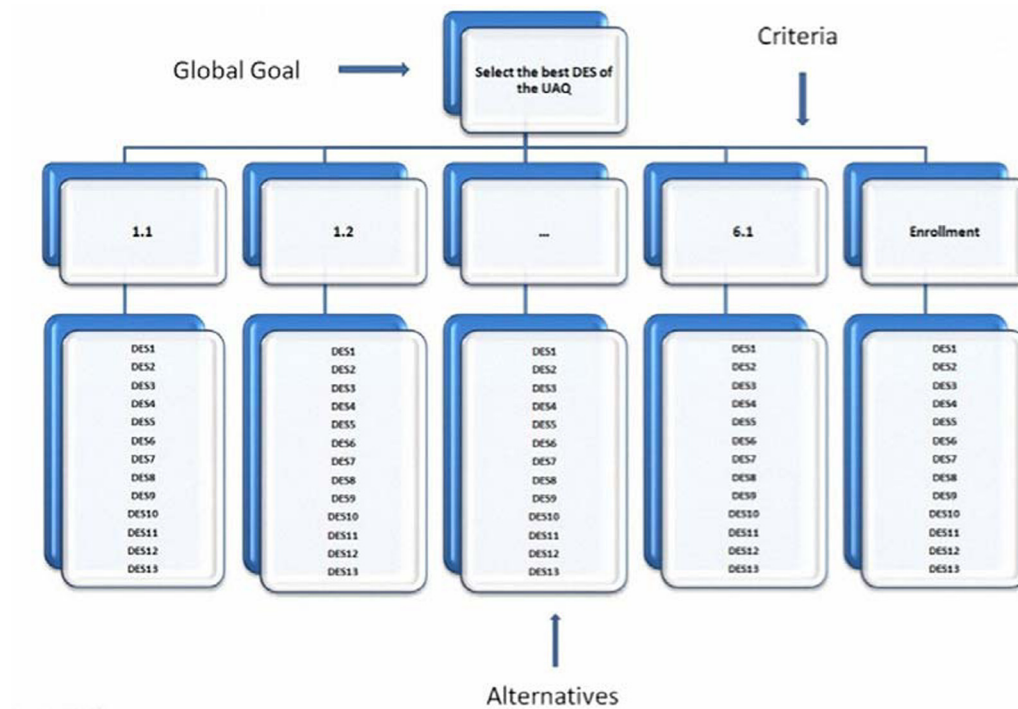 Global Goal
Select the best DES of
the UAQ
Criteria
1.1
1.2
...
6.1
Enrollment
DES1
DES2
DES3
DES4
DES5
DES6
DES7
DES8
DES9
DES10
DES11
DES12
DES13
DES1
DES2
DES3
DES4
DES5
DES6
DES7
DES8
DES9
DES10
DES11
DES12
DES13
DES1
DES2
DES3
DES4
DES5
DES6
DES7
DES8
DES9
DES10
DES11
DES12
DES13
DES1
DES2
DES3
DES4
DES5
DES6
DES7
DES8
DES9
DES10
DES11
DES12
DES13
DES1
DES2
DES3
DES4
DES5
DES6
DES7
DES8
DES9
DES10
DES11
DES12
DES13
Alternatives